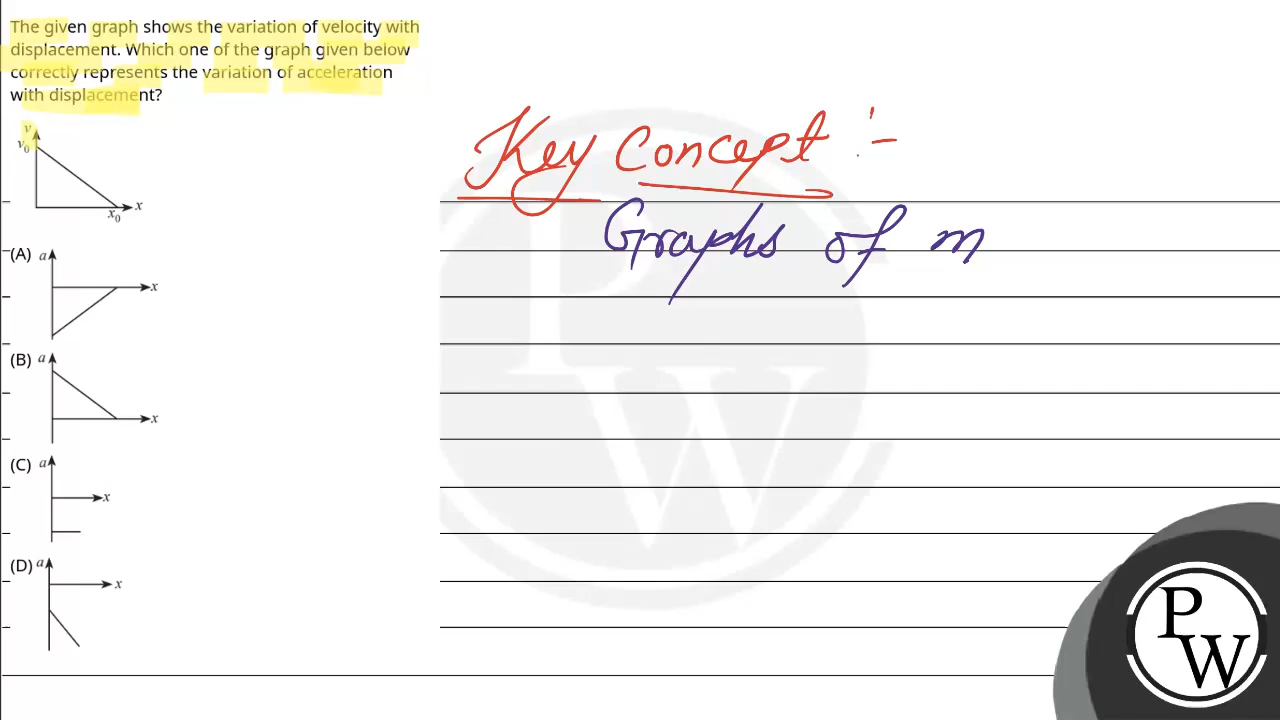 The given graph shows the variation of velocity with
displacement. Which one of the graph given below
correctly represents the variation of acceleration
with displacement?
v
v₀
x
x₀
(A) a
x
(B) a
x
(C) a
x
(D) a
x
Key Concept :-
Graphs of m
P
W
P
W